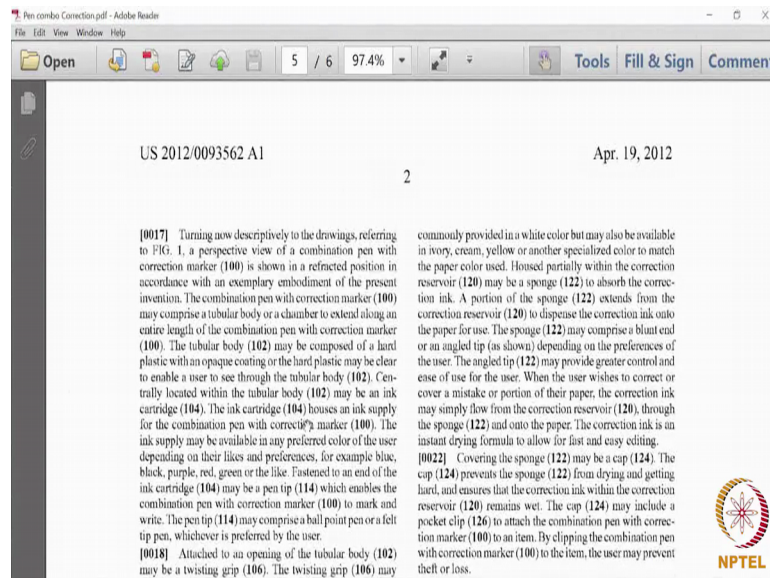 Pen combo Correction.pdf - Adobe Reader
File Edit View Window Help
Open 5 / 6 97.4% Tools Fill & Sign Commen
US 2012/0093562 A1 Apr. 19, 2012
2
[0017] Turning now descriptively to the drawings, referring
to FIG. 1, a perspective view of a combination pen with
correction marker (100) is shown in a refracted position in
accordance with an exemplary embodiment of the present
invention. The combination pen with correction marker (100)
may comprise a tubular body or a chamber to extend along an
entire length of the combination pen with correction marker
(100). The tubular body (102) may be composed of a hard
plastic with an opaque coating or the hard plastic may be clear
to enable a user to see through the tubular body (102). Cen-
trally located within the tubular body (102) may be an ink
cartridge (104). The ink cartridge (104) houses an ink supply
for the combination pen with correction marker (100). The
ink supply may be available in any preferred color of the user
depending on their likes and preferences, for example blue,
black, purple, red, green or the like. Fastened to an end of the
ink cartridge (104) may be a pen tip (114) which enables the
combination pen with correction marker (100) to mark and
write. The pen tip (114) may comprise a ball point pen or a felt
tip pen, whichever is preferred by the user.
[0018] Attached to an opening of the tubular body (102)
may be a twisting grip (106). The twisting grip (106) may
commonly provided in a white color but may also be available
in ivory, cream, yellow or another specialized color to match
the paper color used. Housed partially within the correction
reservoir (120) may be a sponge (122) to absorb the correc-
tion ink. A portion of the sponge (122) extends from the
correction reservoir (120) to dispense the correction ink onto
the paper for use. The sponge (122) may comprise a blunt end
or an angled tip (as shown) depending on the preferences of
the user. The angled tip (122) may provide greater control and
ease of use for the user. When the user wishes to correct or
cover a mistake or portion of their paper, the correction ink
may simply flow from the correction reservoir (120), through
the sponge (122) and onto the paper. The correction ink is an
instant drying formula to allow for fast and easy editing.
[0022] Covering the sponge (122) may be a cap (124). The
cap (124) prevents the sponge (122) from drying and getting
hard, and ensures that the correction ink within the correction
reservoir (120) remains wet. The cap (124) may include a
pocket clip (126) to attach the combination pen with correc-
tion marker (100) to an item. By clipping the combination pen
with correction marker (100) to the item, the user may prevent
theft or loss.
NPTEL